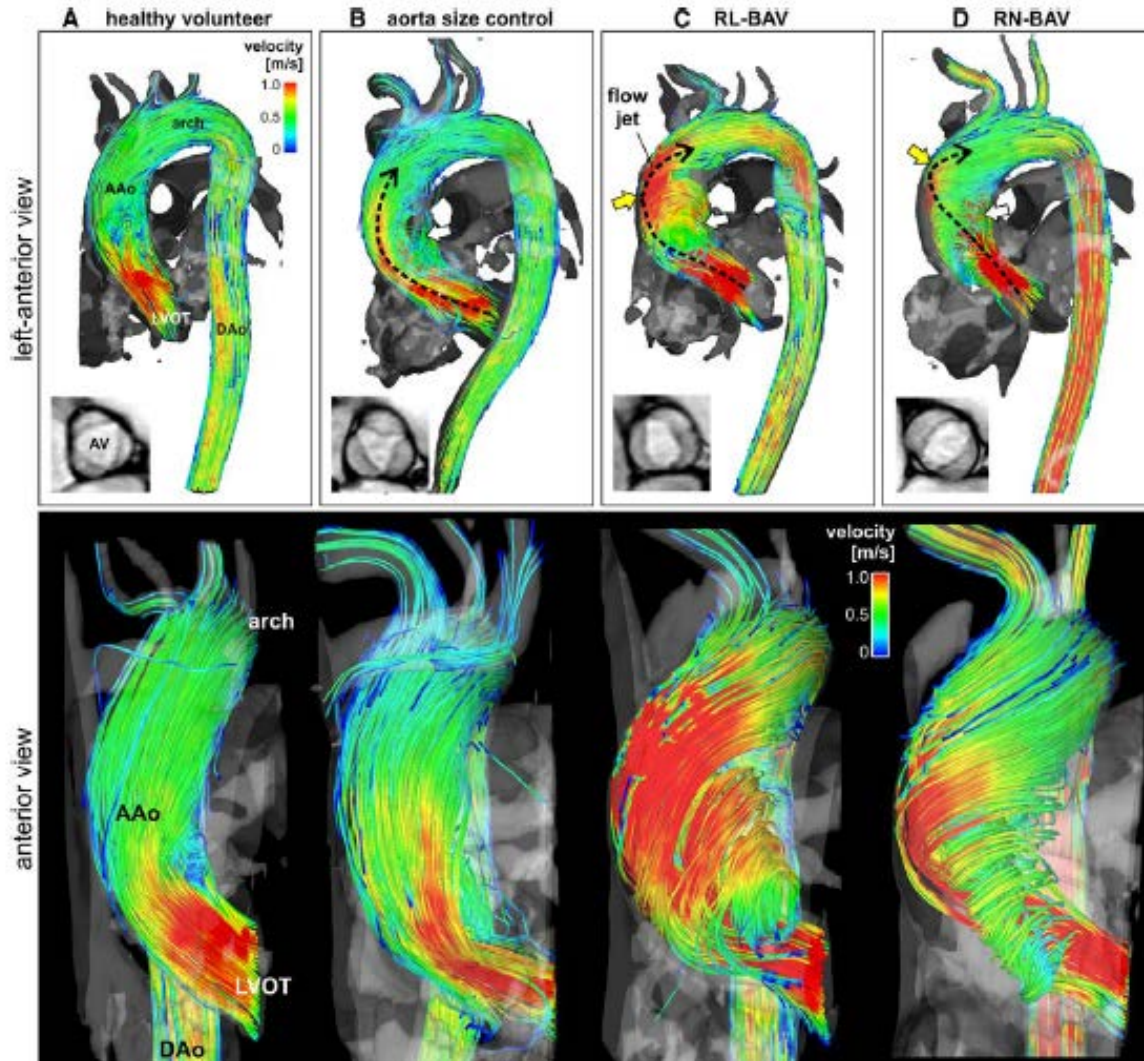 A healthy volunteer
B aorta size control
C RL-BAV
D RN-BAV
left-anterior view
velocity
[m/s]
1.0
0.5
0
arch
AAo
LVOT
DAo
AV
flow
jet
anterior view
arch
AAo
LVOT
DAo
velocity
[m/s]
1.0
0.5
0